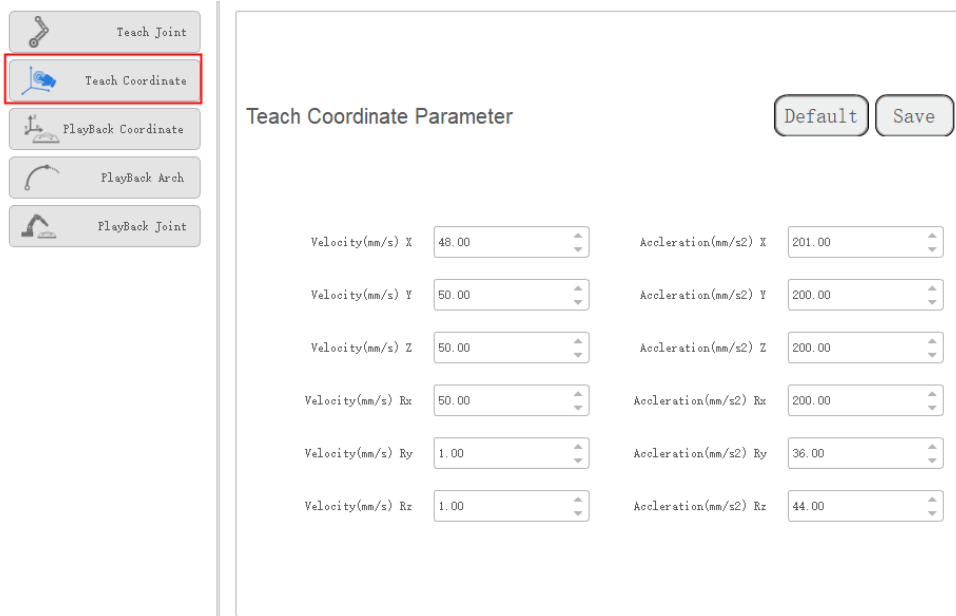 Teach Joint
Teach Coordinate
PlayBack Coordinate
PlayBack Arch
PlayBack Joint
Teach Coordinate Parameter
Default
Save
Velocity(mm/s) X 48.00 Accleration(mm/s2) X 201.00
Velocity(mm/s) Y 50.00 Accleration(mm/s2) Y 200.00
Velocity(mm/s) Z 50.00 Accleration(mm/s2) Z 200.00
Velocity(mm/s) Rx 50.00 Accleration(mm/s2) Rx 200.00
Velocity(mm/s) Ry 1.00 Accleration(mm/s2) Ry 36.00
Velocity(mm/s) Rz 1.00 Accleration(mm/s2) Rz 44.00